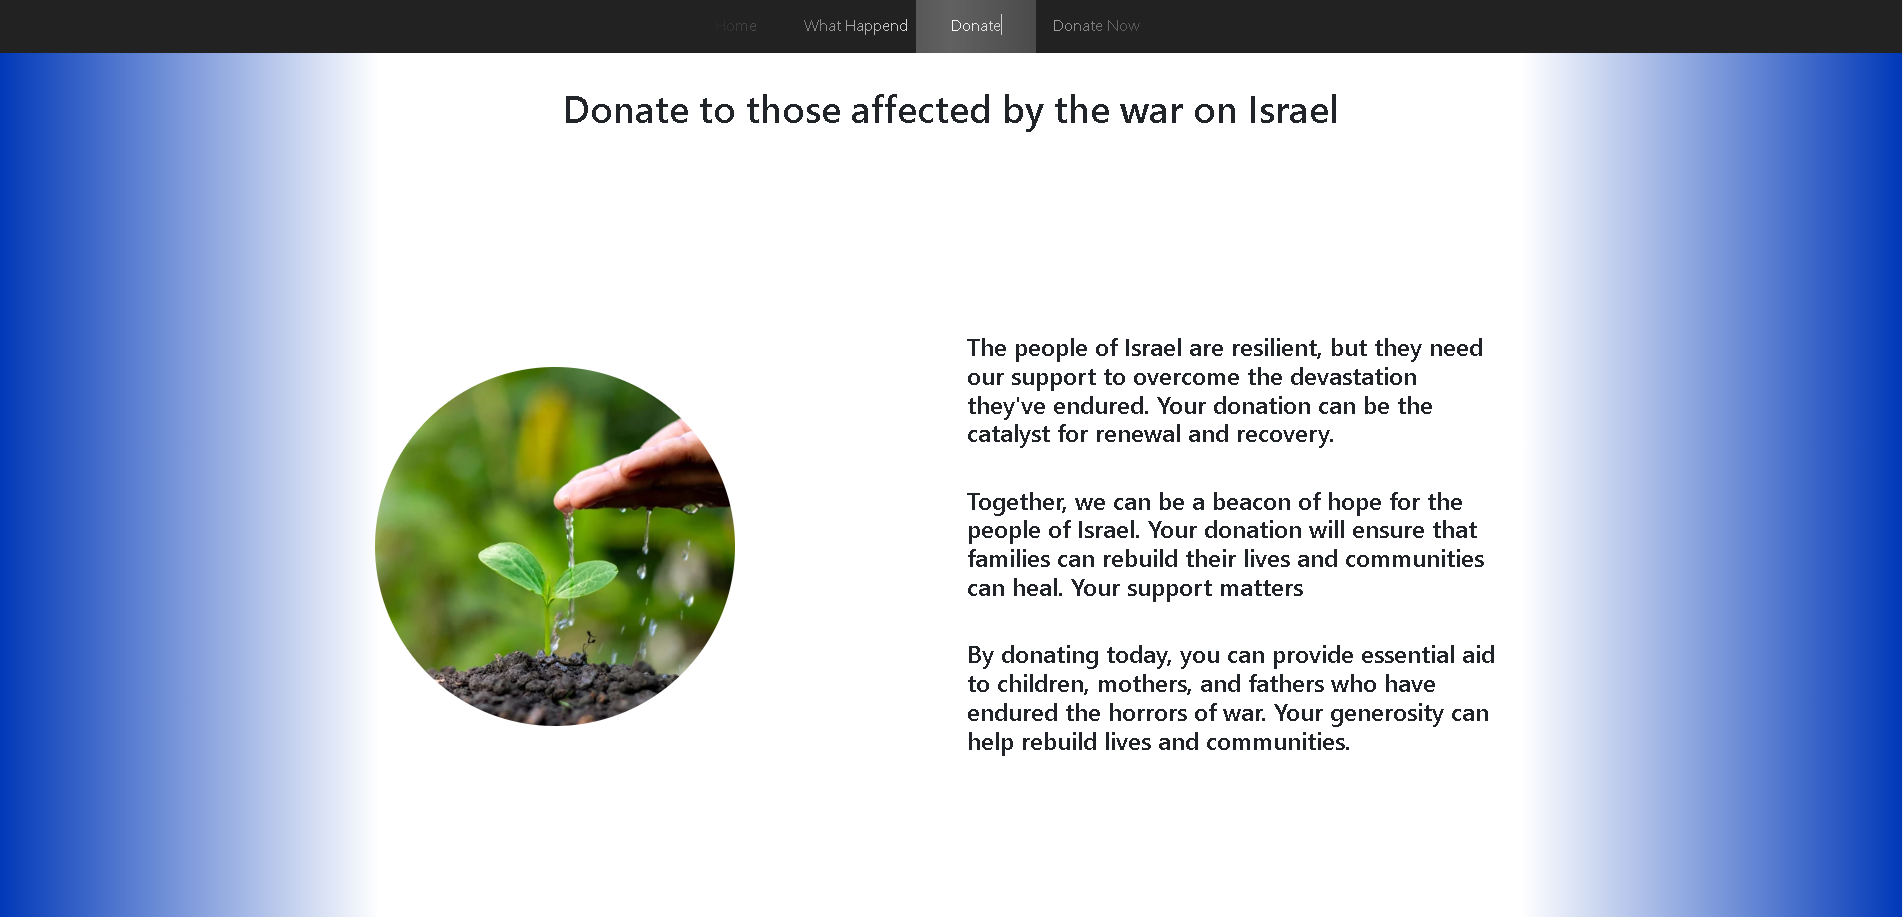 Home What Happend Donate Donate Now
Donate to those affected by the war on Israel
The people of Israel are resilient, but they need
our support to overcome the devastation
they've endured. Your donation can be the
catalyst for renewal and recovery.
Together, we can be a beacon of hope for the
people of Israel. Your donation will ensure that
families can rebuild their lives and communities
can heal. Your support matters
By donating today, you can provide essential aid
to children, mothers, and fathers who have
endured the horrors of war. Your generosity can
help rebuild lives and communities.